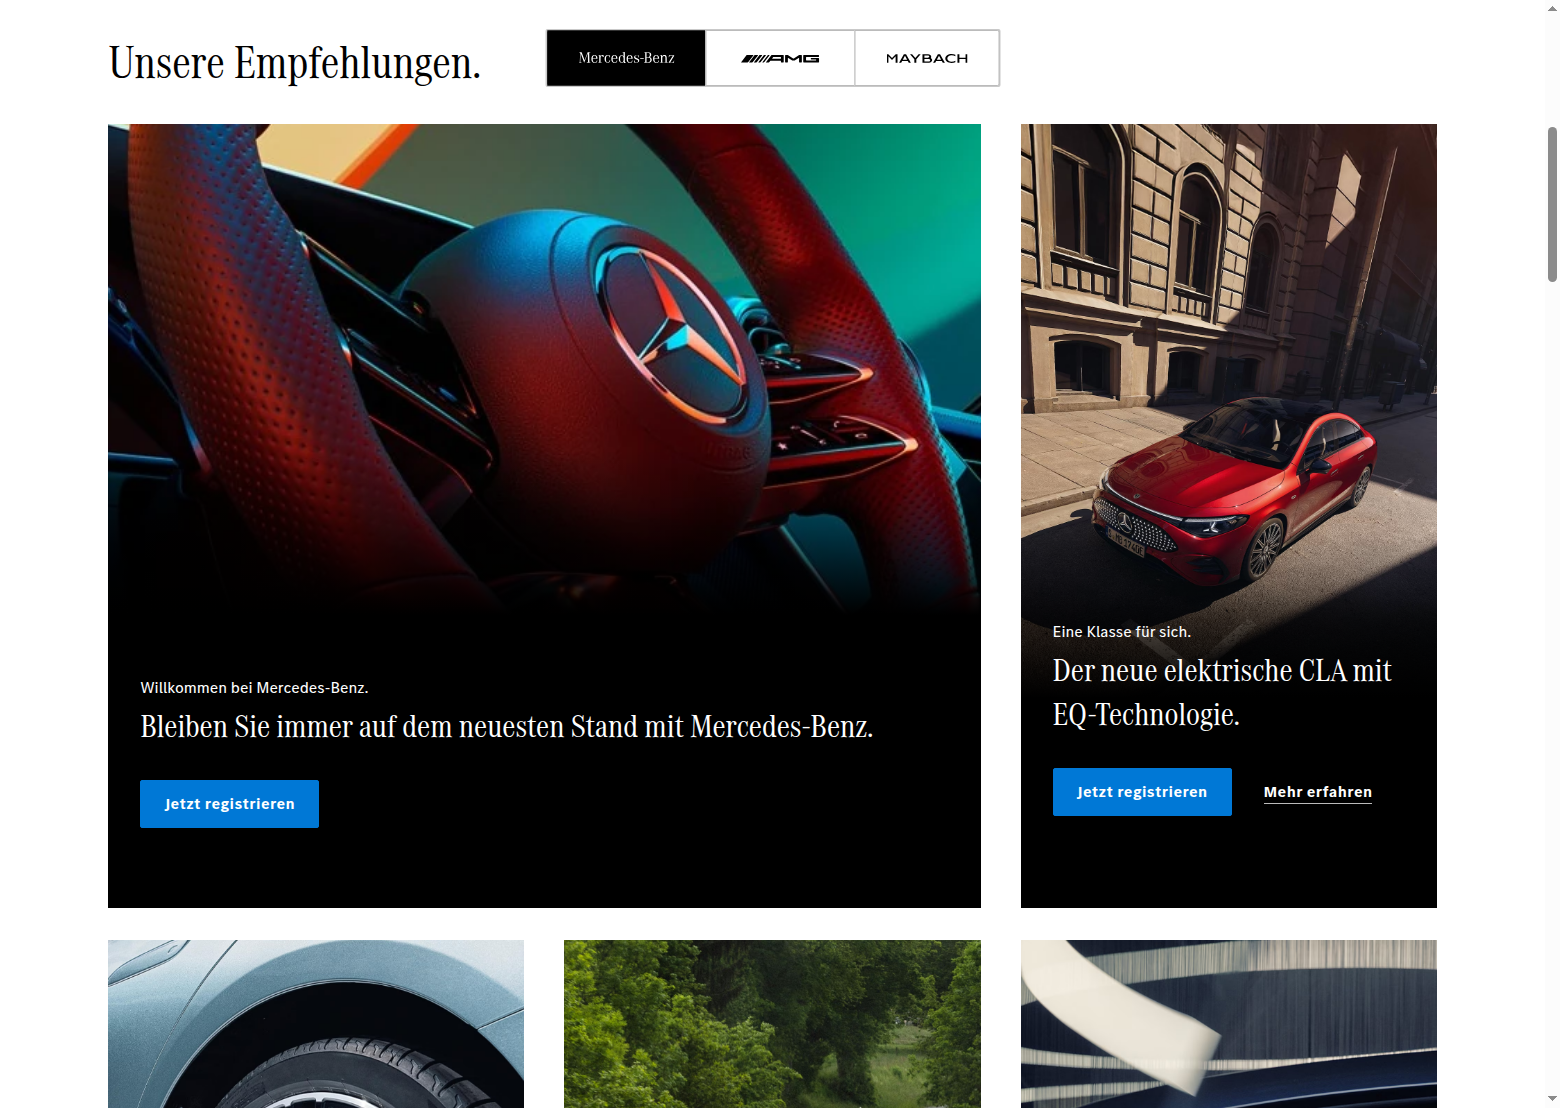 Unsere Empfehlungen.
Mercedes-Benz
AMG
MAYBACH
Willkommen bei Mercedes-Benz.
Bleiben Sie immer auf dem neuesten Stand mit Mercedes-Benz.
Jetzt registrieren
Eine Klasse für sich.
Der neue elektrische CLA mit
EQ-Technologie.
Jetzt registrieren
Mehr erfahren